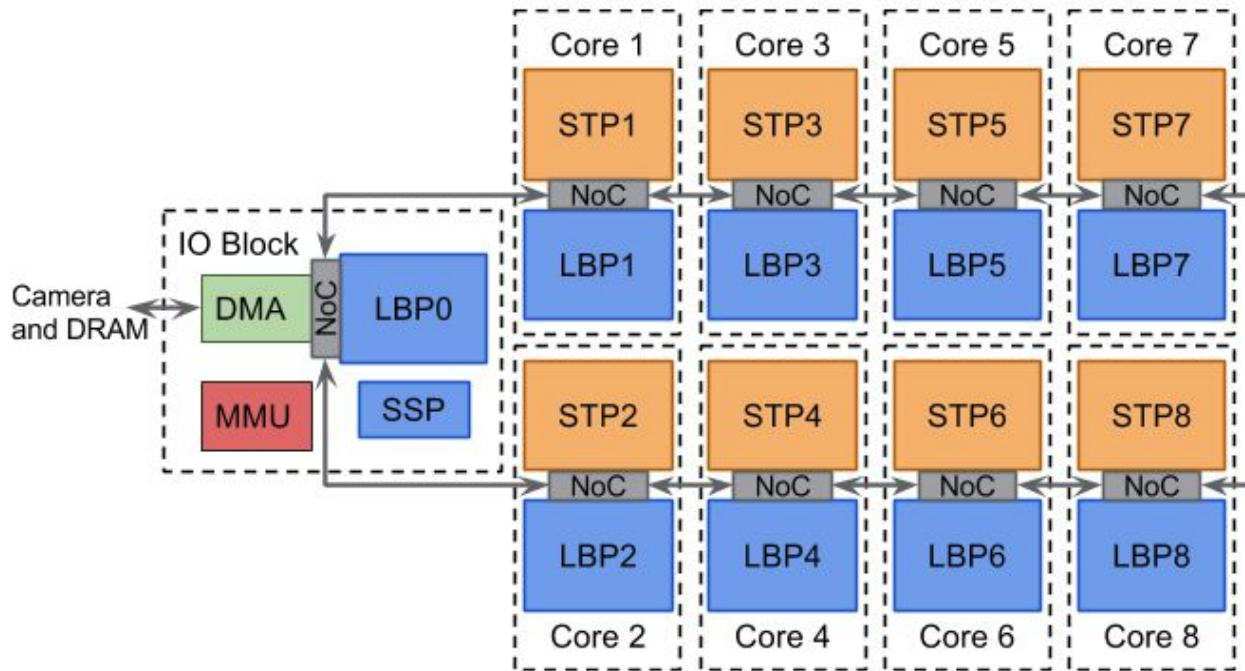 Core 1
Core 3
Core 5
Core 7
STP1
STP3
STP5
STP7
NoC
NoC
NoC
NoC
LBP1
LBP3
LBP5
LBP7
IO Block
Camera
and DRAM
DMA
NoC
LBP0
MMU
SSP
STP2
STP4
STP6
STP8
NoC
NoC
NoC
NoC
LBP2
LBP4
LBP6
LBP8
Core 2
Core 4
Core 6
Core 8